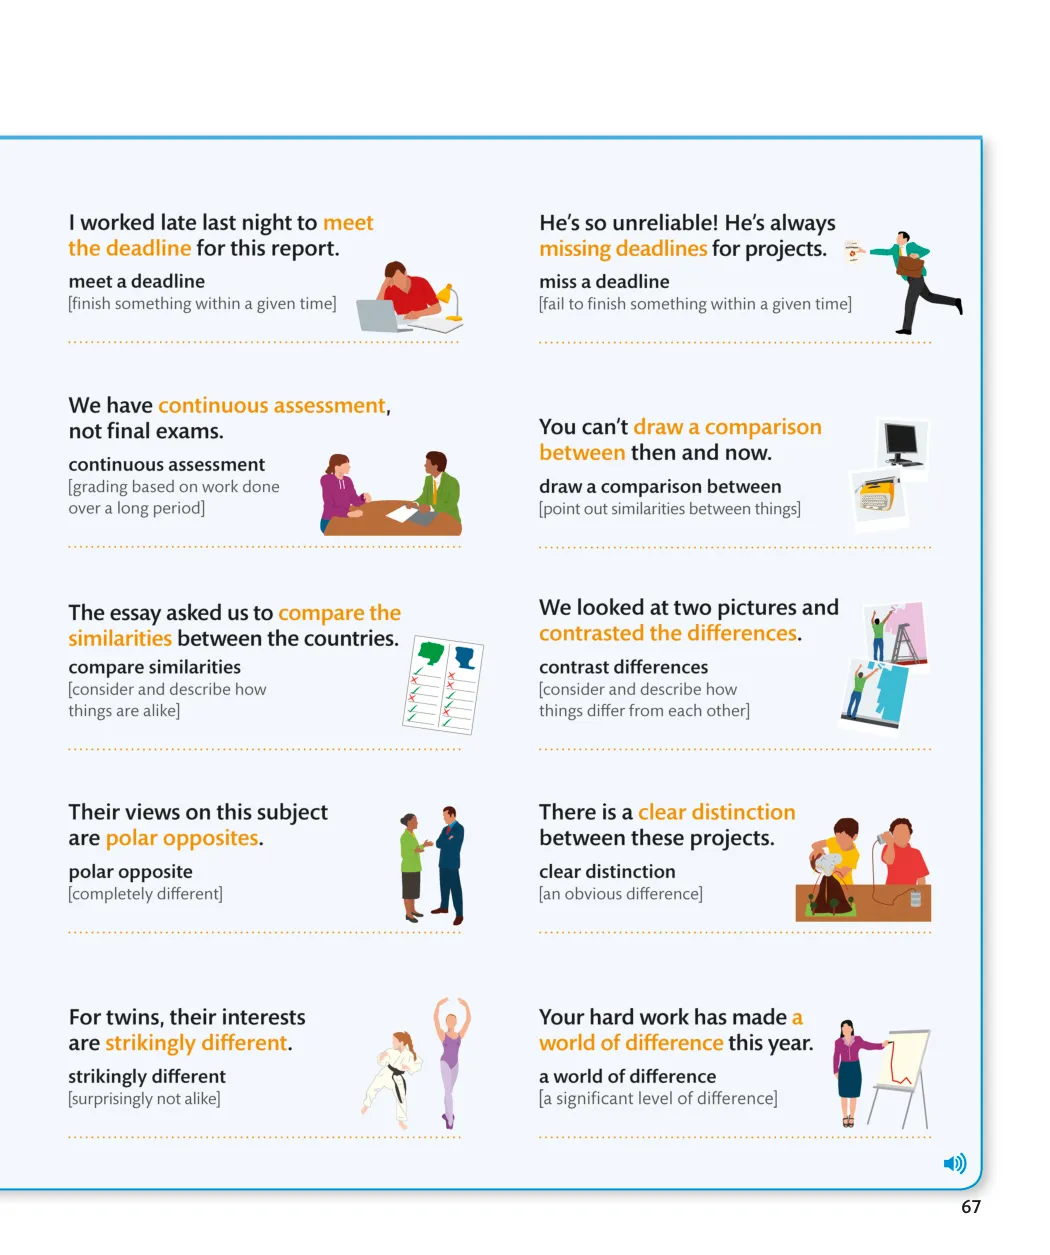 I worked late last night to meet
the deadline for this report.
meet a deadline
[finish something within a given time]
He's so unreliable! He's always
missing deadlines for projects.
miss a deadline
[fail to finish something within a given time]
We have continuous assessment,
not final exams.
continuous assessment
[grading based on work done
over a long period]
You can't draw a comparison
between then and now.
draw a comparison between
[point out similarities between things]
The essay asked us to compare the
similarities between the countries.
compare similarities
[consider and describe how
things are alike]
We looked at two pictures and
contrasted the differences.
contrast differences
[consider and describe how
things differ from each other]
Their views on this subject
are polar opposites.
polar opposite
[completely different]
There is a clear distinction
between these projects.
clear distinction
[an obvious difference]
For twins, their interests
are strikingly different.
strikingly different
[surprisingly not alike]
Your hard work has made a
world of difference this year.
a world of difference
[a significant level of difference]
67